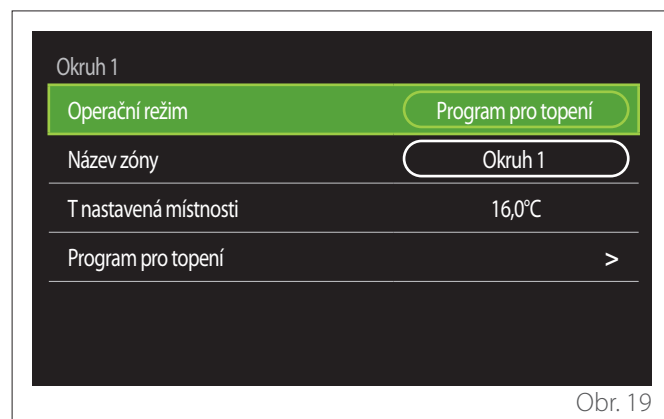 Okruh 1
Operační režim Program pro topení
Název zóny Okruh 1
T nastavená místnosti 16,0°C
Program pro topení >
Obr. 19